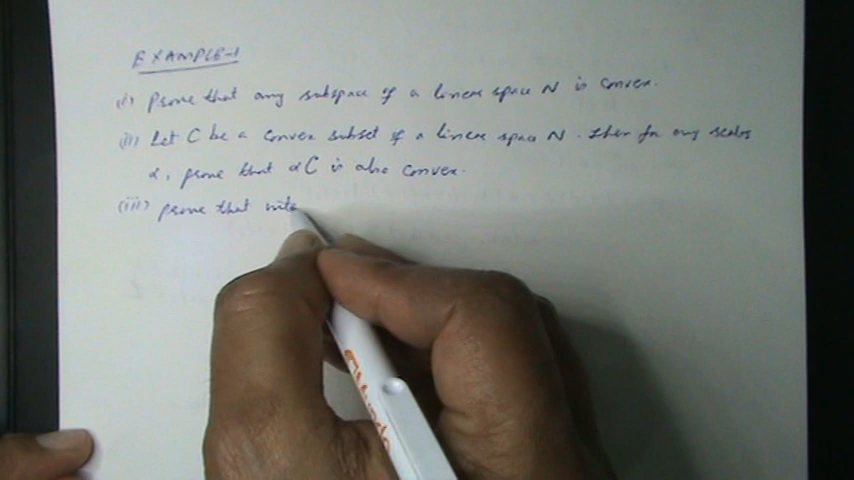 EXAMPLE-1
(i) Prove that any subspace of a linear space N is convex.
(ii) Let C be a convex subset of a linear space N. Then for any scalar
α, prove that αC is also convex.
(iii) prove that inte